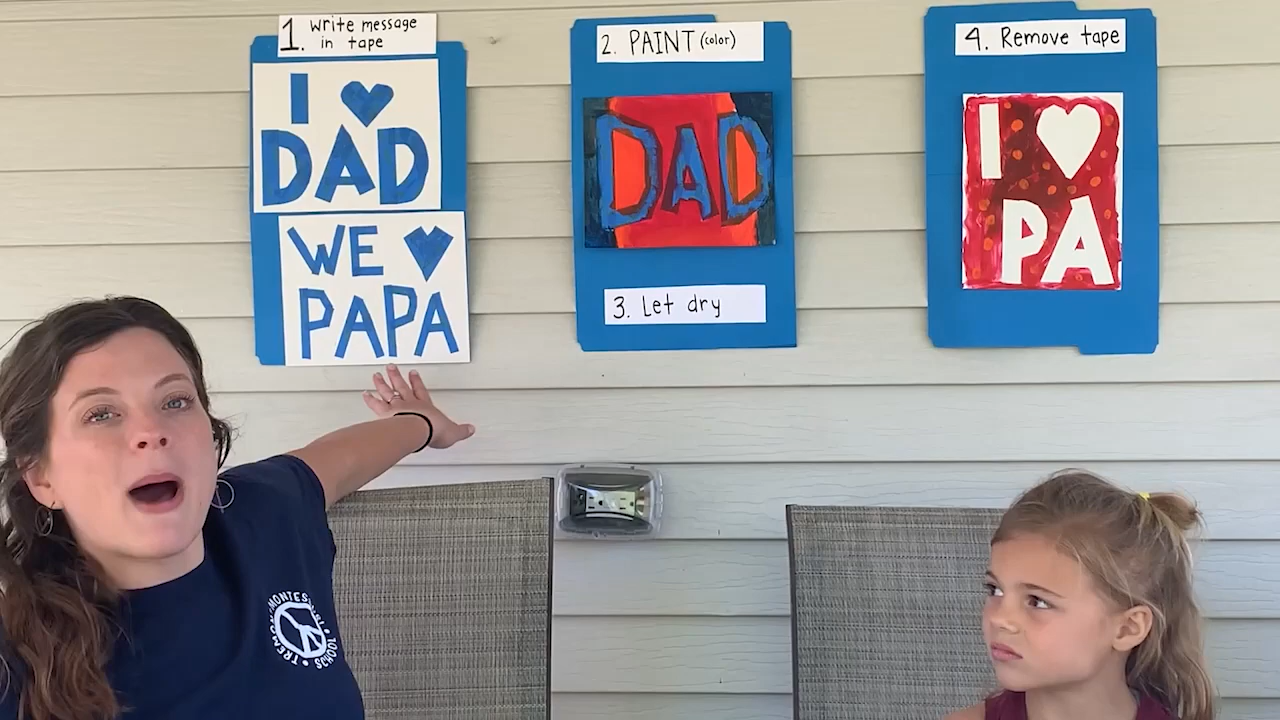 1. Write message
in tape
I ♥
DAD
WE ♥
PAPA
2. PAINT (color)
DAD
3. Let dry
4. Remove tape
I ♥
PA
SCHOOL